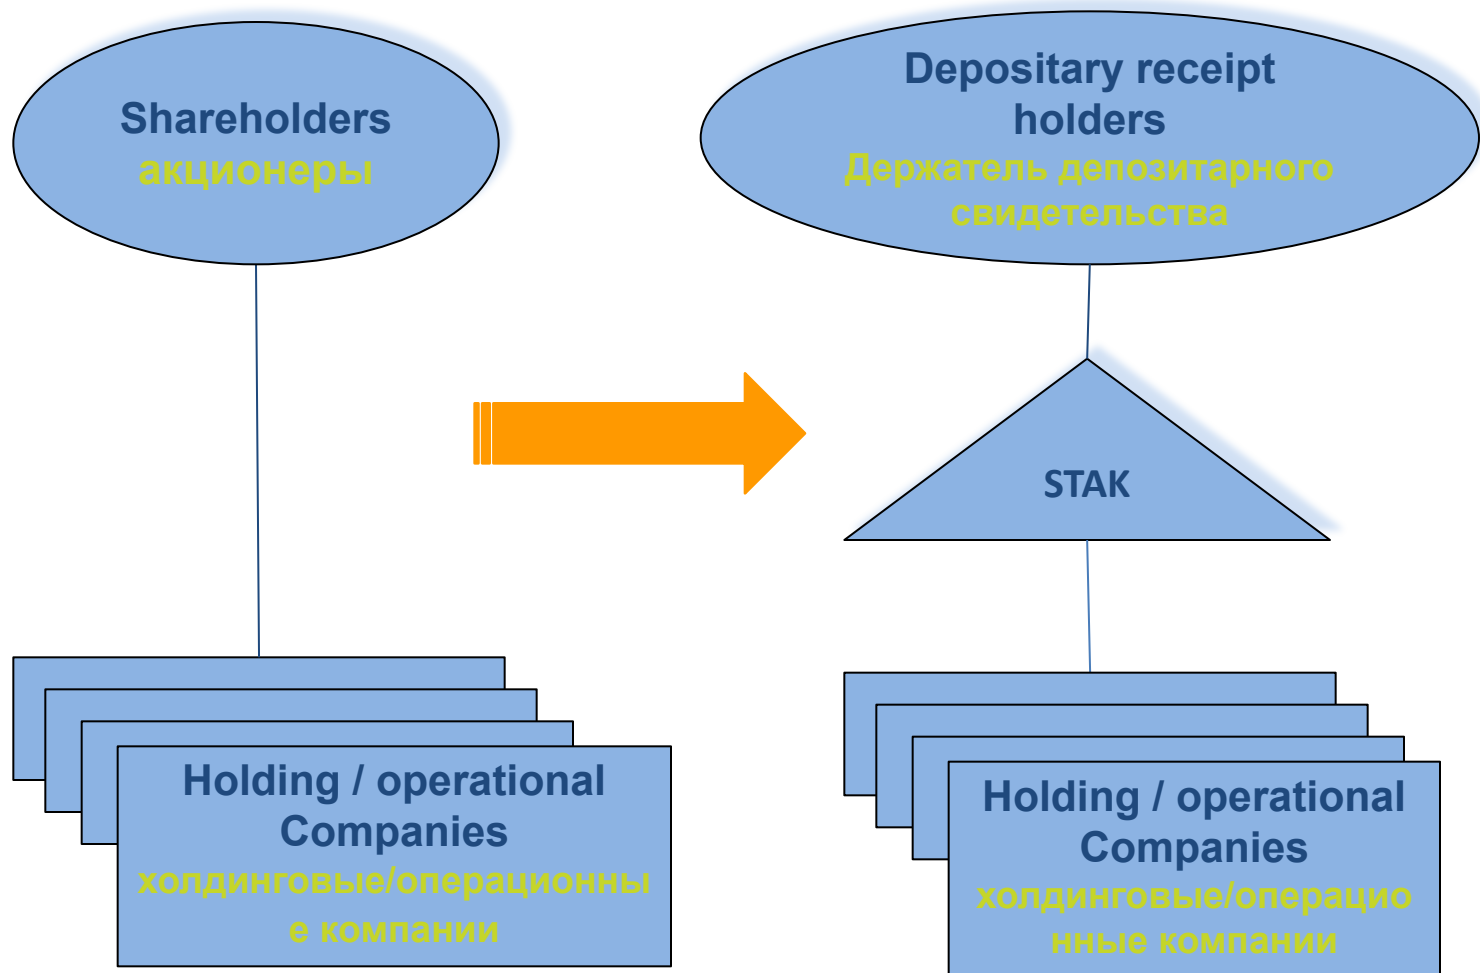 Shareholders
акционеры
Depositary receipt
holders
Держатель депозитарного
свидетельства
STAK
Holding / operational
Companies
холдинговые/операционны
е компании
Holding / operational
Companies
холдинговые/операцио
нные компании